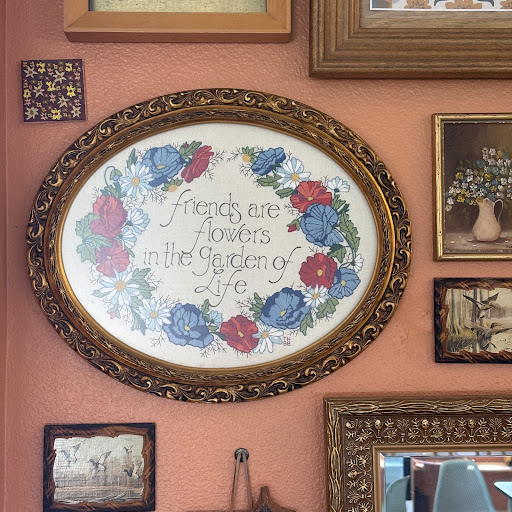 friends are
flowers
in the garden of
Life